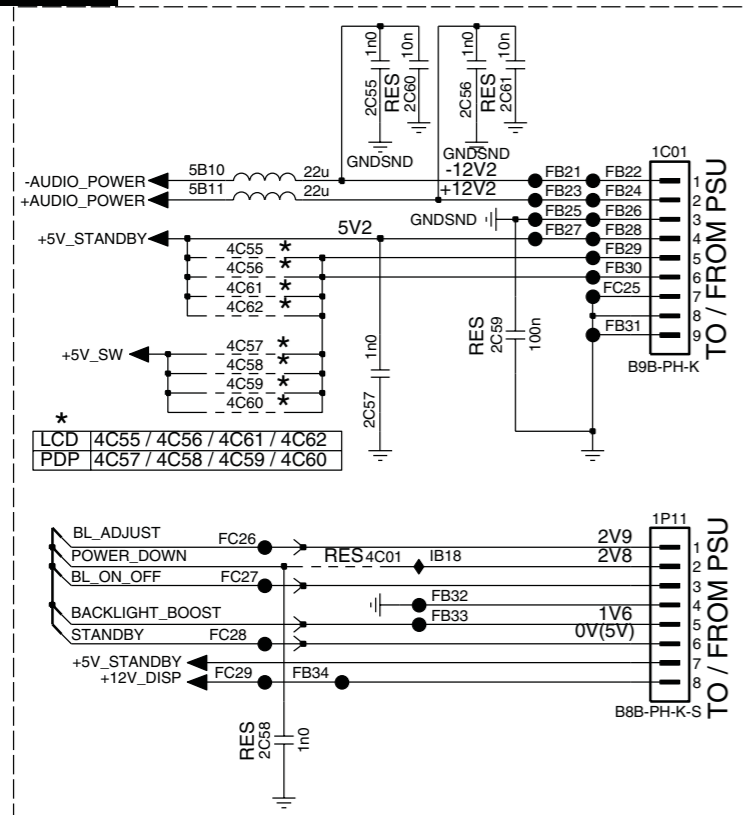 1n0
10n
1n0
10n
2C55
RES
2C60
2C56
RES
2C61
GNDSND
GNDSND
1C01
-AUDIO_POWER
5B10
22u
-12V2
FB21
FB22
1
+AUDIO_POWER
5B11
22u
+12V2
FB23
FB24
2
GNDSND
FB25
FB26
3
+5V_STANDBY
5V2
FB27
FB28
4
4C55 *
FB29
5
4C56 *
FB30
6
4C61 *
FC25
7
4C62 *
8
FB31
9
+5V_SW
4C57 *
4C58 *
4C59 *
4C60 *
1n0
2C57
RES
2C59
100n
B9B-PH-K
TO / FROM PSU
*
LCD 4C55 / 4C56 / 4C61 / 4C62
PDP 4C57 / 4C58 / 4C59 / 4C60
1P11
BL_ADJUST
FC26
2V9
1
POWER_DOWN
RES 4C01
IB18
2V8
2
BL_ON_OFF
FC27
3
FB32
4
BACKLIGHT_BOOST
FB33
1V6
5
STANDBY
FC28
0V(5V)
6
+5V_STANDBY
7
+12V_DISP
FC29
FB34
8
B8B-PH-K-S
TO / FROM PSU
RES
2C58
1n0